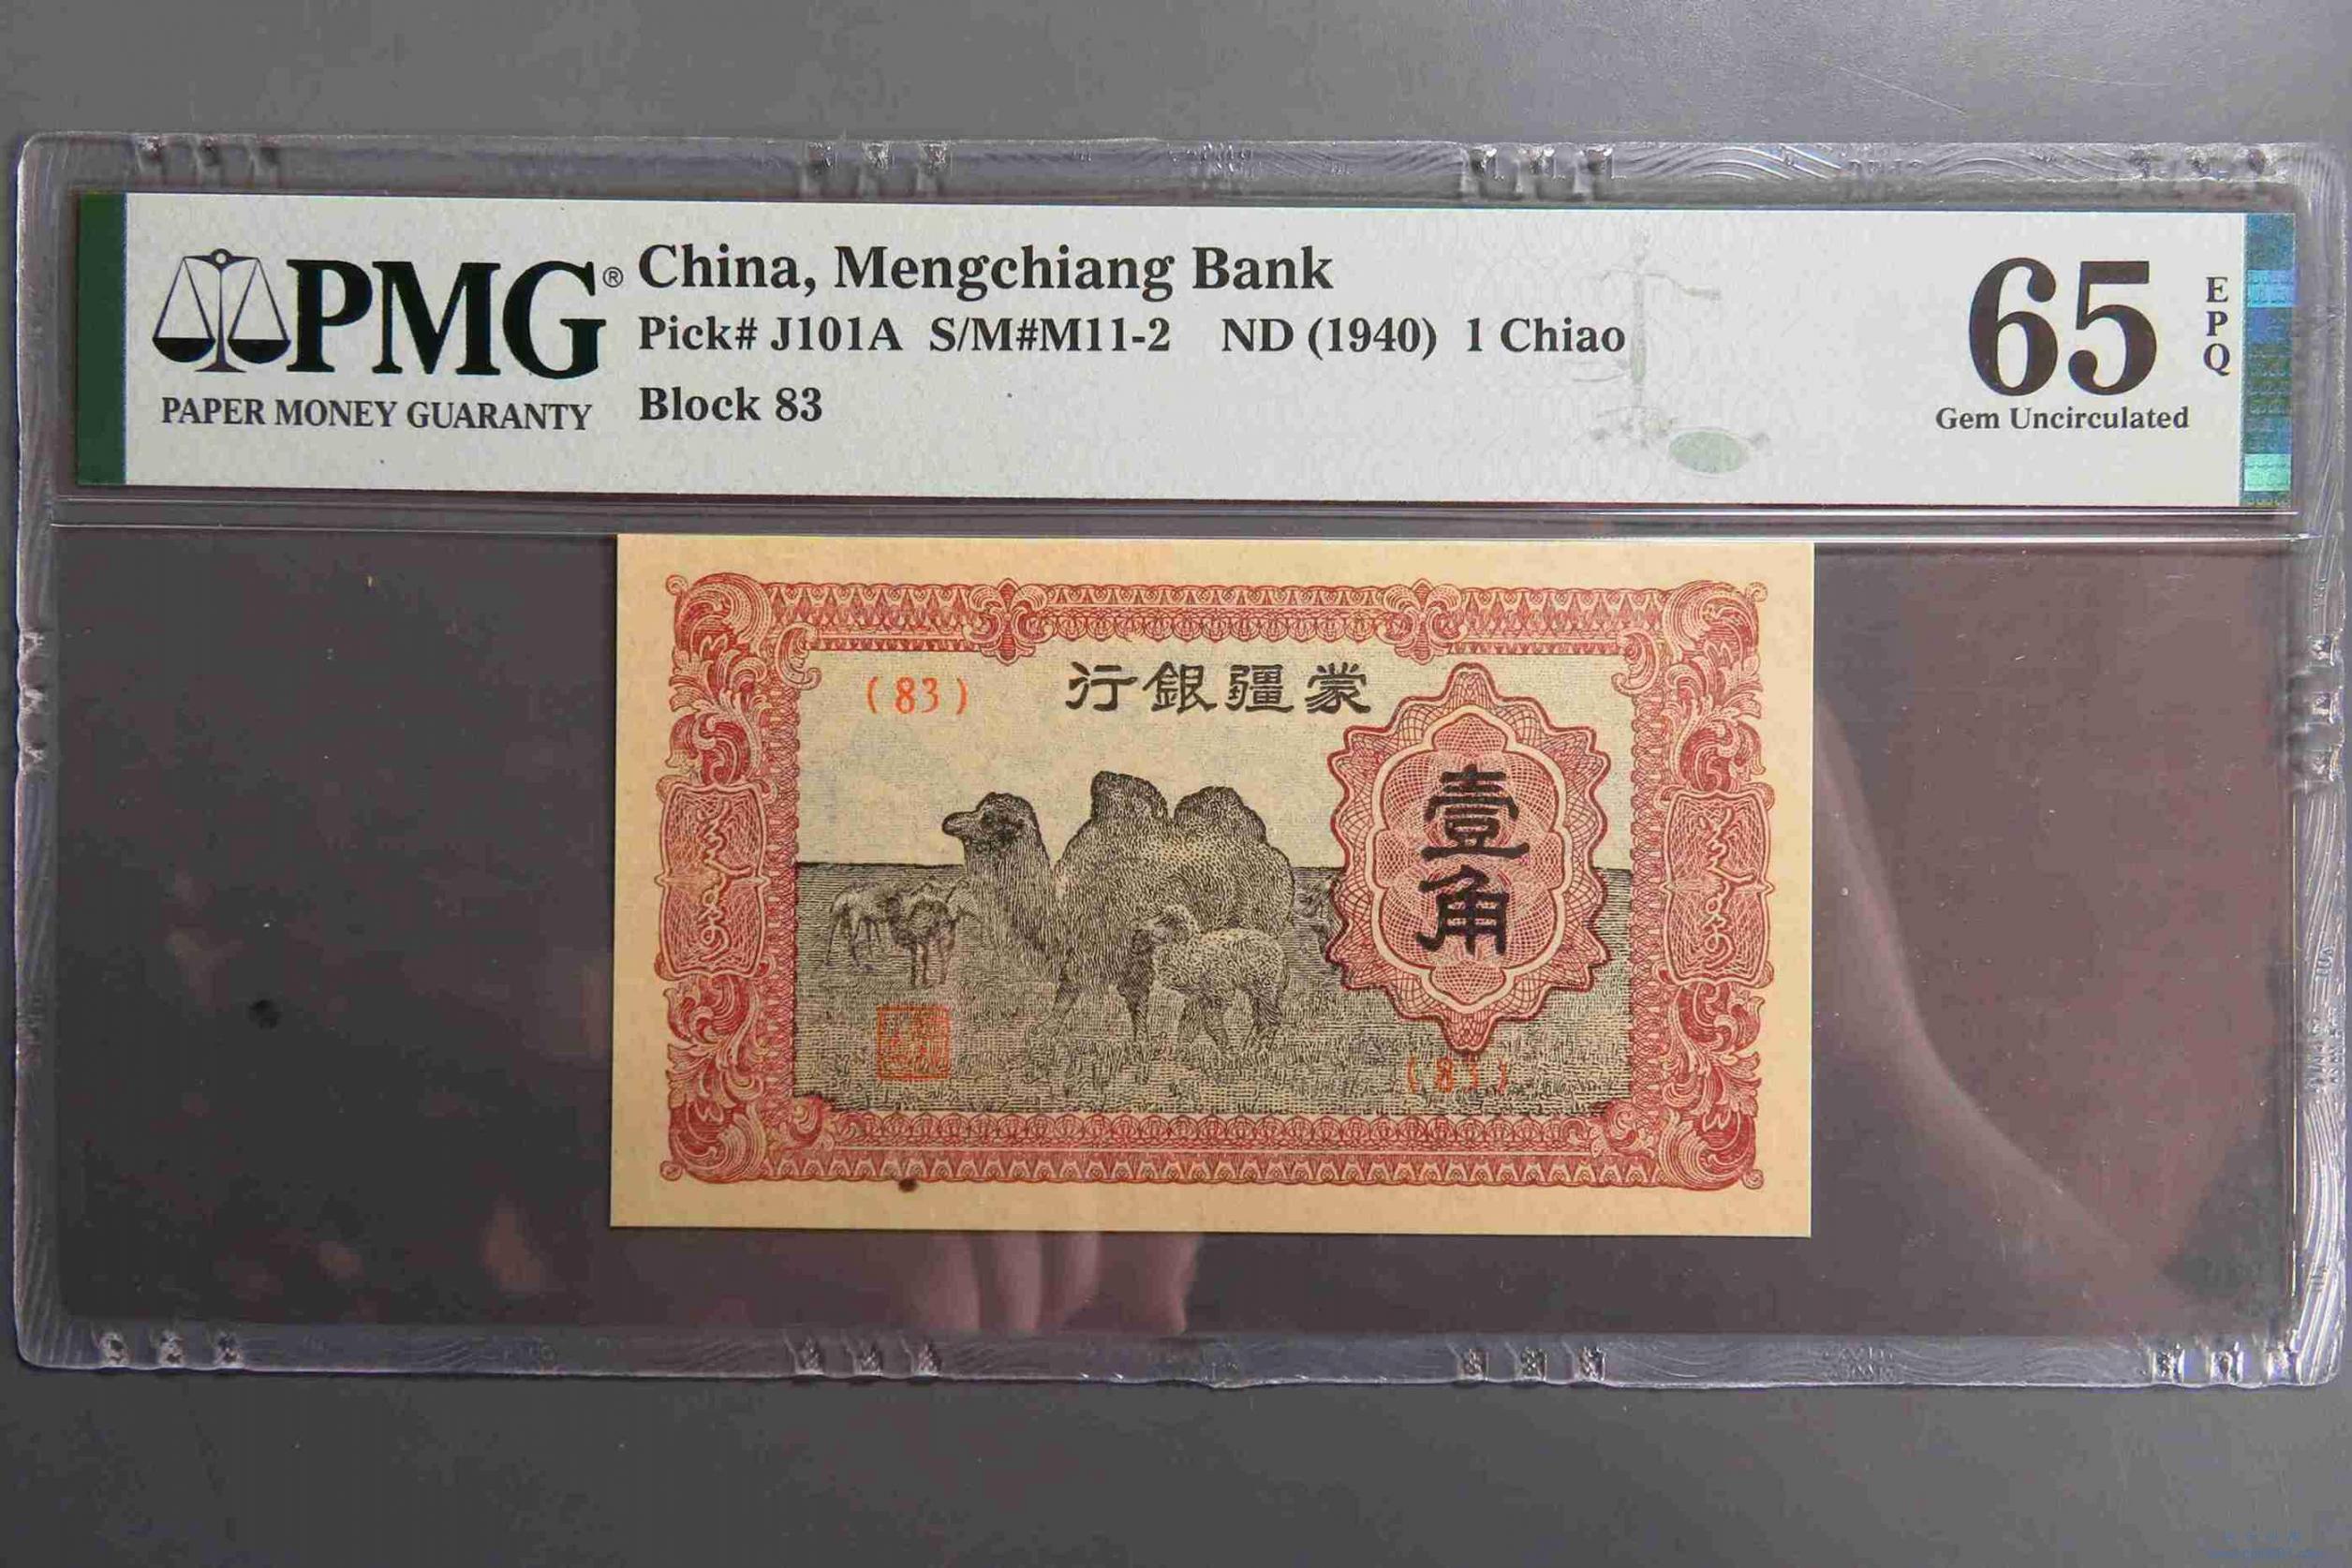 PMG®
PAPER MONEY GUARANTY
China, Mengchiang Bank
Pick# J101A S/M#M11-2 ND (1940) 1 Chiao
Block 83
65
EPQ
Gem Uncirculated
(83)
行銀疆蒙
壹角
(83)